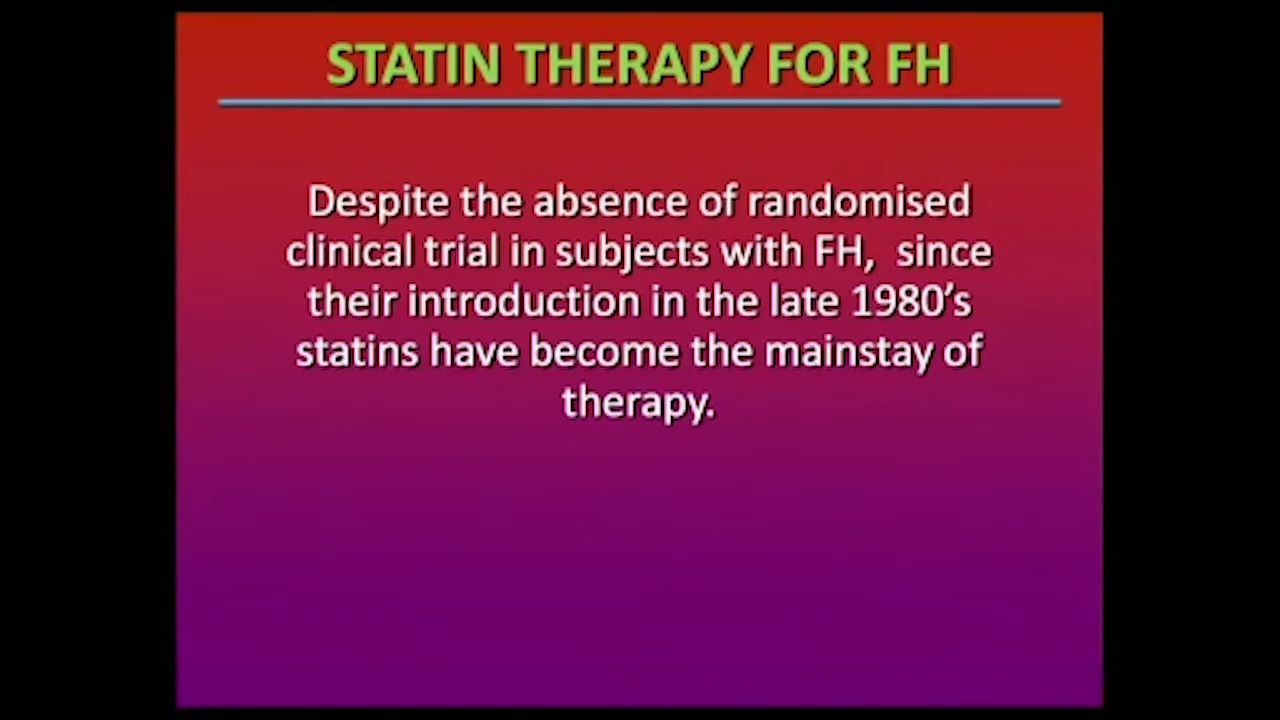 STATIN THERAPY FOR FH
Despite the absence of randomised
clinical trial in subjects with FH,  since
their introduction in the late 1980’s
statins have become the mainstay of
therapy.